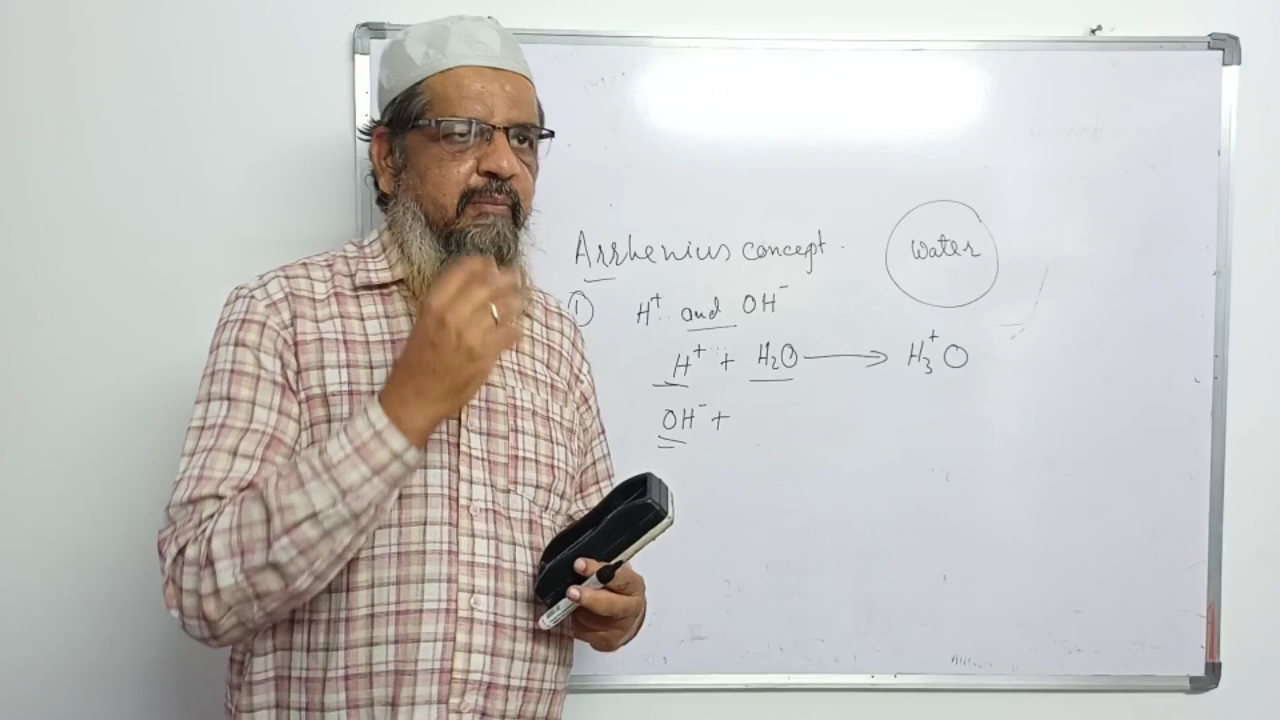 Arrhenius concept.
Water
① H⁺ and OH⁻
H⁺ + H₂O ⟶ H₃⁺O
OH⁻ +